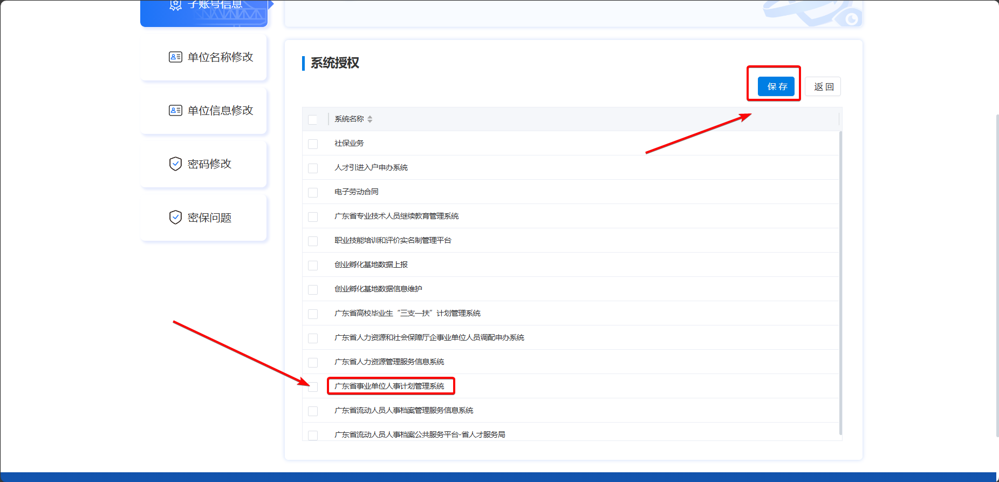 子账号信息
单位名称修改
单位信息修改
密码修改
密保问题
系统授权
保存
返回
系统名称
社保业务
人才引进入户申办系统
电子劳动合同
广东省专业技术人员继续教育管理系统
职业技能培训和评价实名制管理平台
创业孵化基地数据上报
创业孵化基地数据信息维护
广东省高校毕业生“三支一扶”计划管理系统
广东省人力资源和社会保障厅企事业单位人员调配申办系统
广东省人力资源管理服务信息系统
广东省事业单位人事计划管理系统
广东省流动人员人事档案管理服务信息系统
广东省流动人员人事档案公共服务平台-省人才服务局